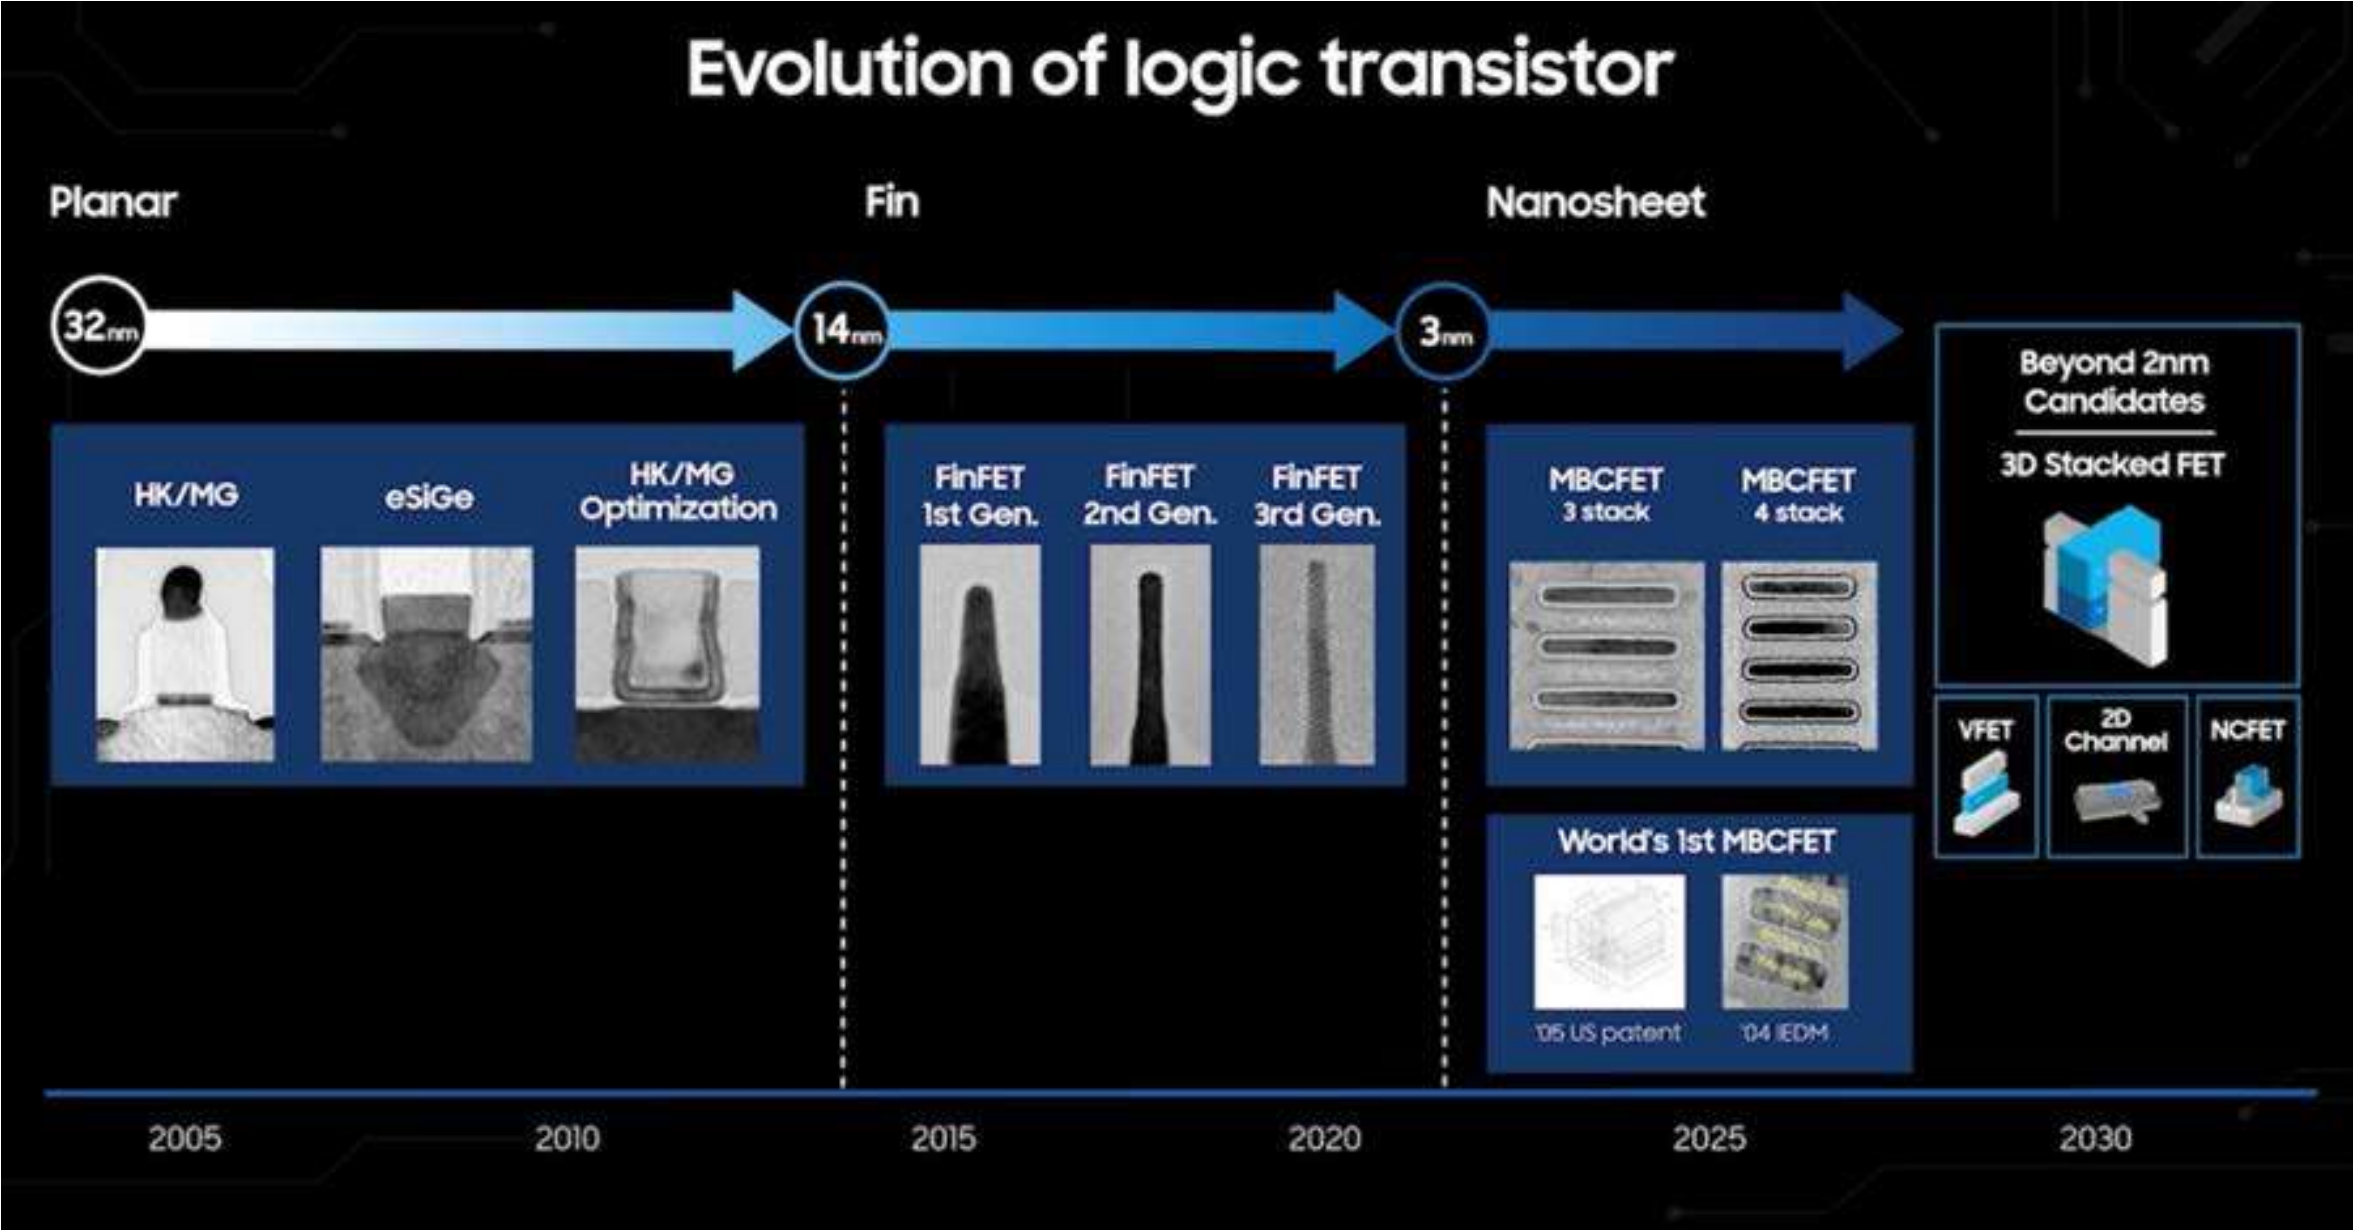 Evolution of logic transistor
Planar
Fin
Nanosheet
32nm
14nm
3nm
HK/MG
eSiGe
HK/MG
Optimization
FinFET
1st Gen.
FinFET
2nd Gen.
FinFET
3rd Gen.
MBCFET
3 stack
MBCFET
4 stack
World's 1st MBCFET
'05 US patent
'04 IEDM
Beyond 2nm
Candidates
3D Stacked FET
VFET
2D
Channel
NCFET
2005
2010
2015
2020
2025
2030